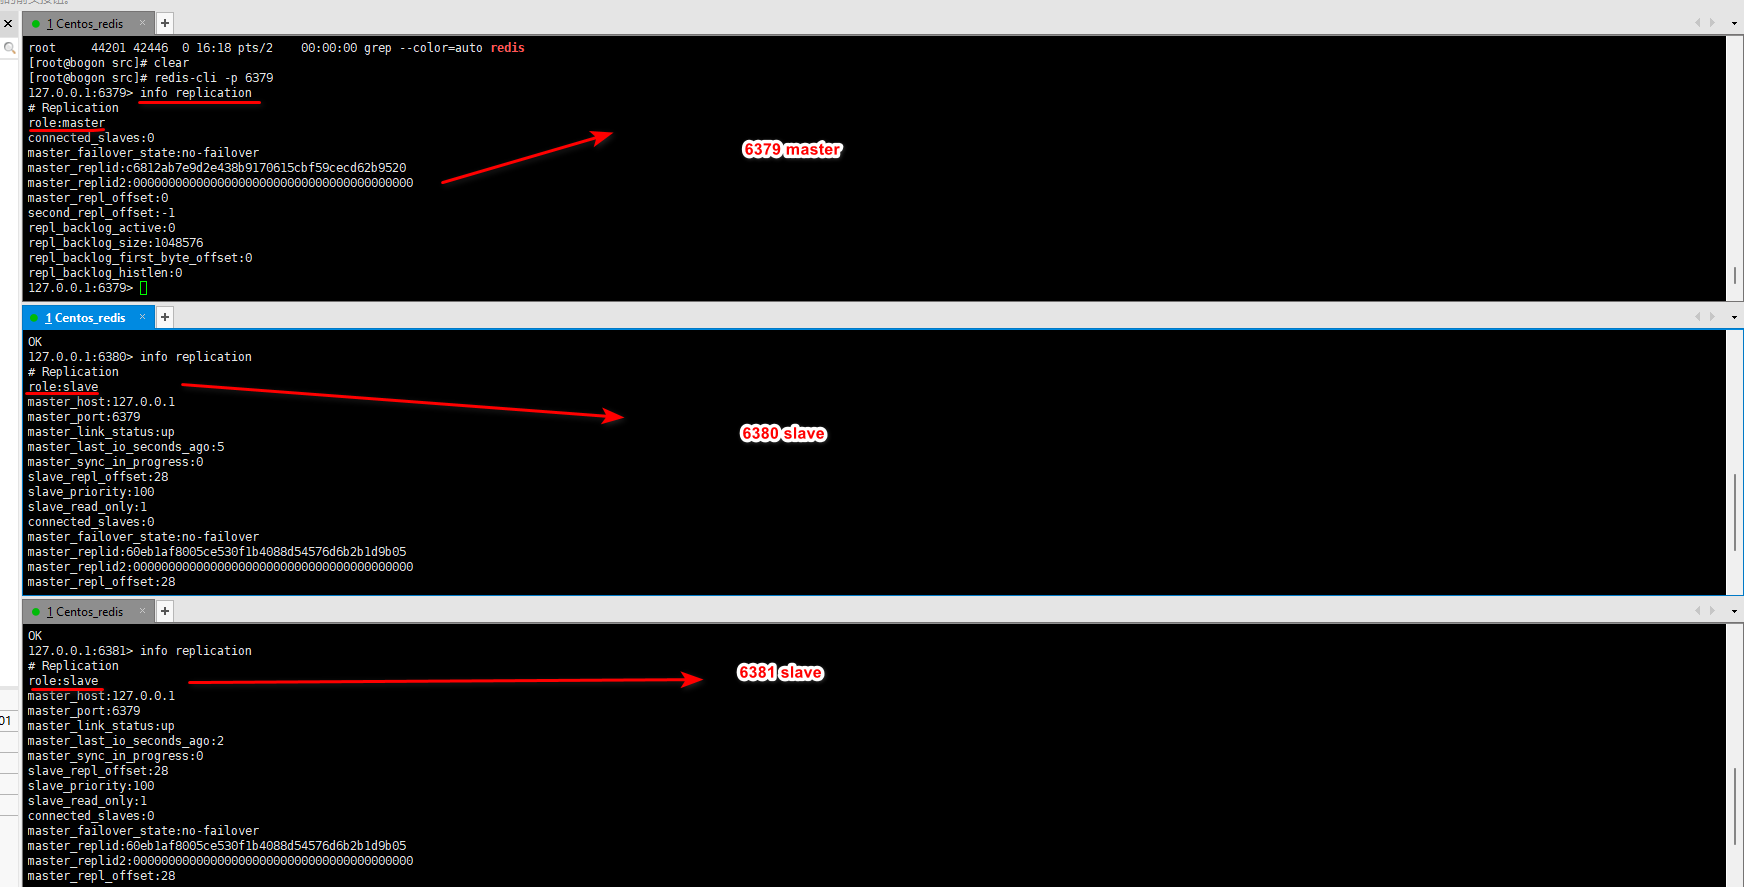 1 Centos_redis × +
root 44201 42446 0 16:18 pts/2 00:00:00 grep --color=auto redis
[root@bogon src]# clear
[root@bogon src]# redis-cli -p 6379
127.0.0.1:6379> info replication
# Replication
role:master
connected_slaves:0
master_failover_state:no-failover
master_replid:c6812ab7e9d2e438b9170615cbf59cecd62b9520
master_replid2:0000000000000000000000000000000000000000
master_repl_offset:0
second_repl_offset:-1
repl_backlog_active:0
repl_backlog_size:1048576
repl_backlog_first_byte_offset:0
repl_backlog_histlen:0
127.0.0.1:6379>
6379 master
1 Centos_redis × +
OK
127.0.0.1:6380> info replication
# Replication
role:slave
master_host:127.0.0.1
master_port:6379
master_link_status:up
master_last_io_seconds_ago:5
master_sync_in_progress:0
slave_repl_offset:28
slave_priority:100
slave_read_only:1
connected_slaves:0
master_failover_state:no-failover
master_replid:60eb1af8005ce530f1b4088d54576d6b2b1d9b05
master_replid2:0000000000000000000000000000000000000000
master_repl_offset:28
6380 slave
1 Centos_redis × +
OK
127.0.0.1:6381> info replication
# Replication
role:slave
master_host:127.0.0.1
master_port:6379
master_link_status:up
master_last_io_seconds_ago:2
master_sync_in_progress:0
slave_repl_offset:28
slave_priority:100
slave_read_only:1
connected_slaves:0
master_failover_state:no-failover
master_replid:60eb1af8005ce530f1b4088d54576d6b2b1d9b05
master_replid2:0000000000000000000000000000000000000000
master_repl_offset:28
6381 slave
01